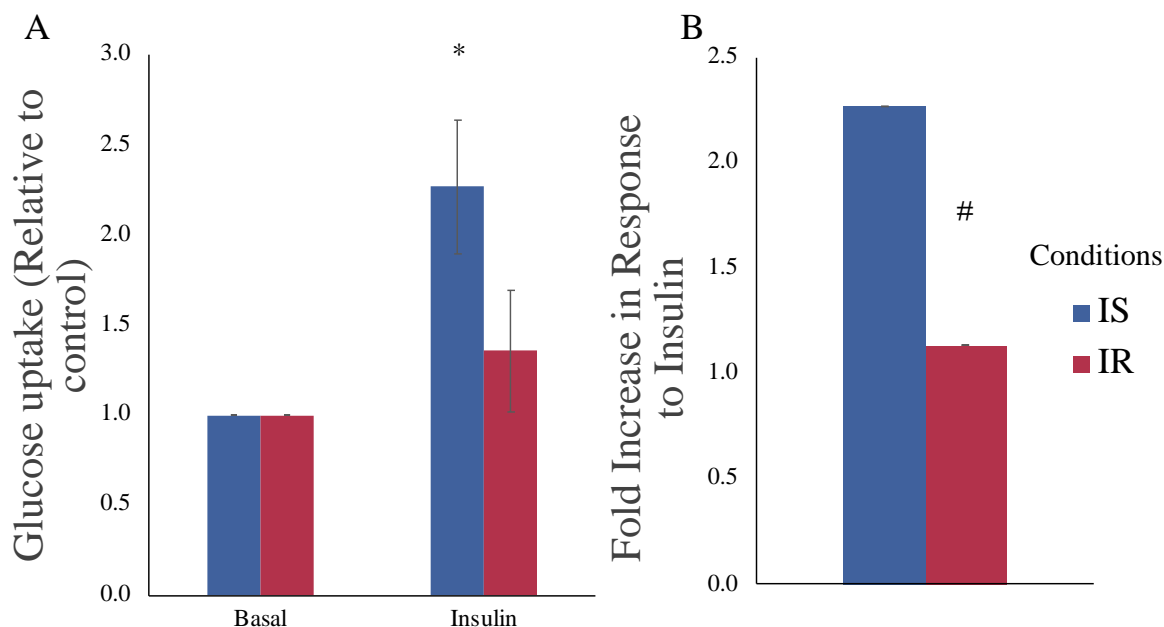 A
Glucose uptake (Relative to
control)
3.0
2.5
2.0
1.5
1.0
0.5
0.0
*
Basal
Insulin
B
Fold Increase in Response
to Insulin
2.5
2.0
1.5
1.0
0.5
0.0
#
Conditions
IS
IR